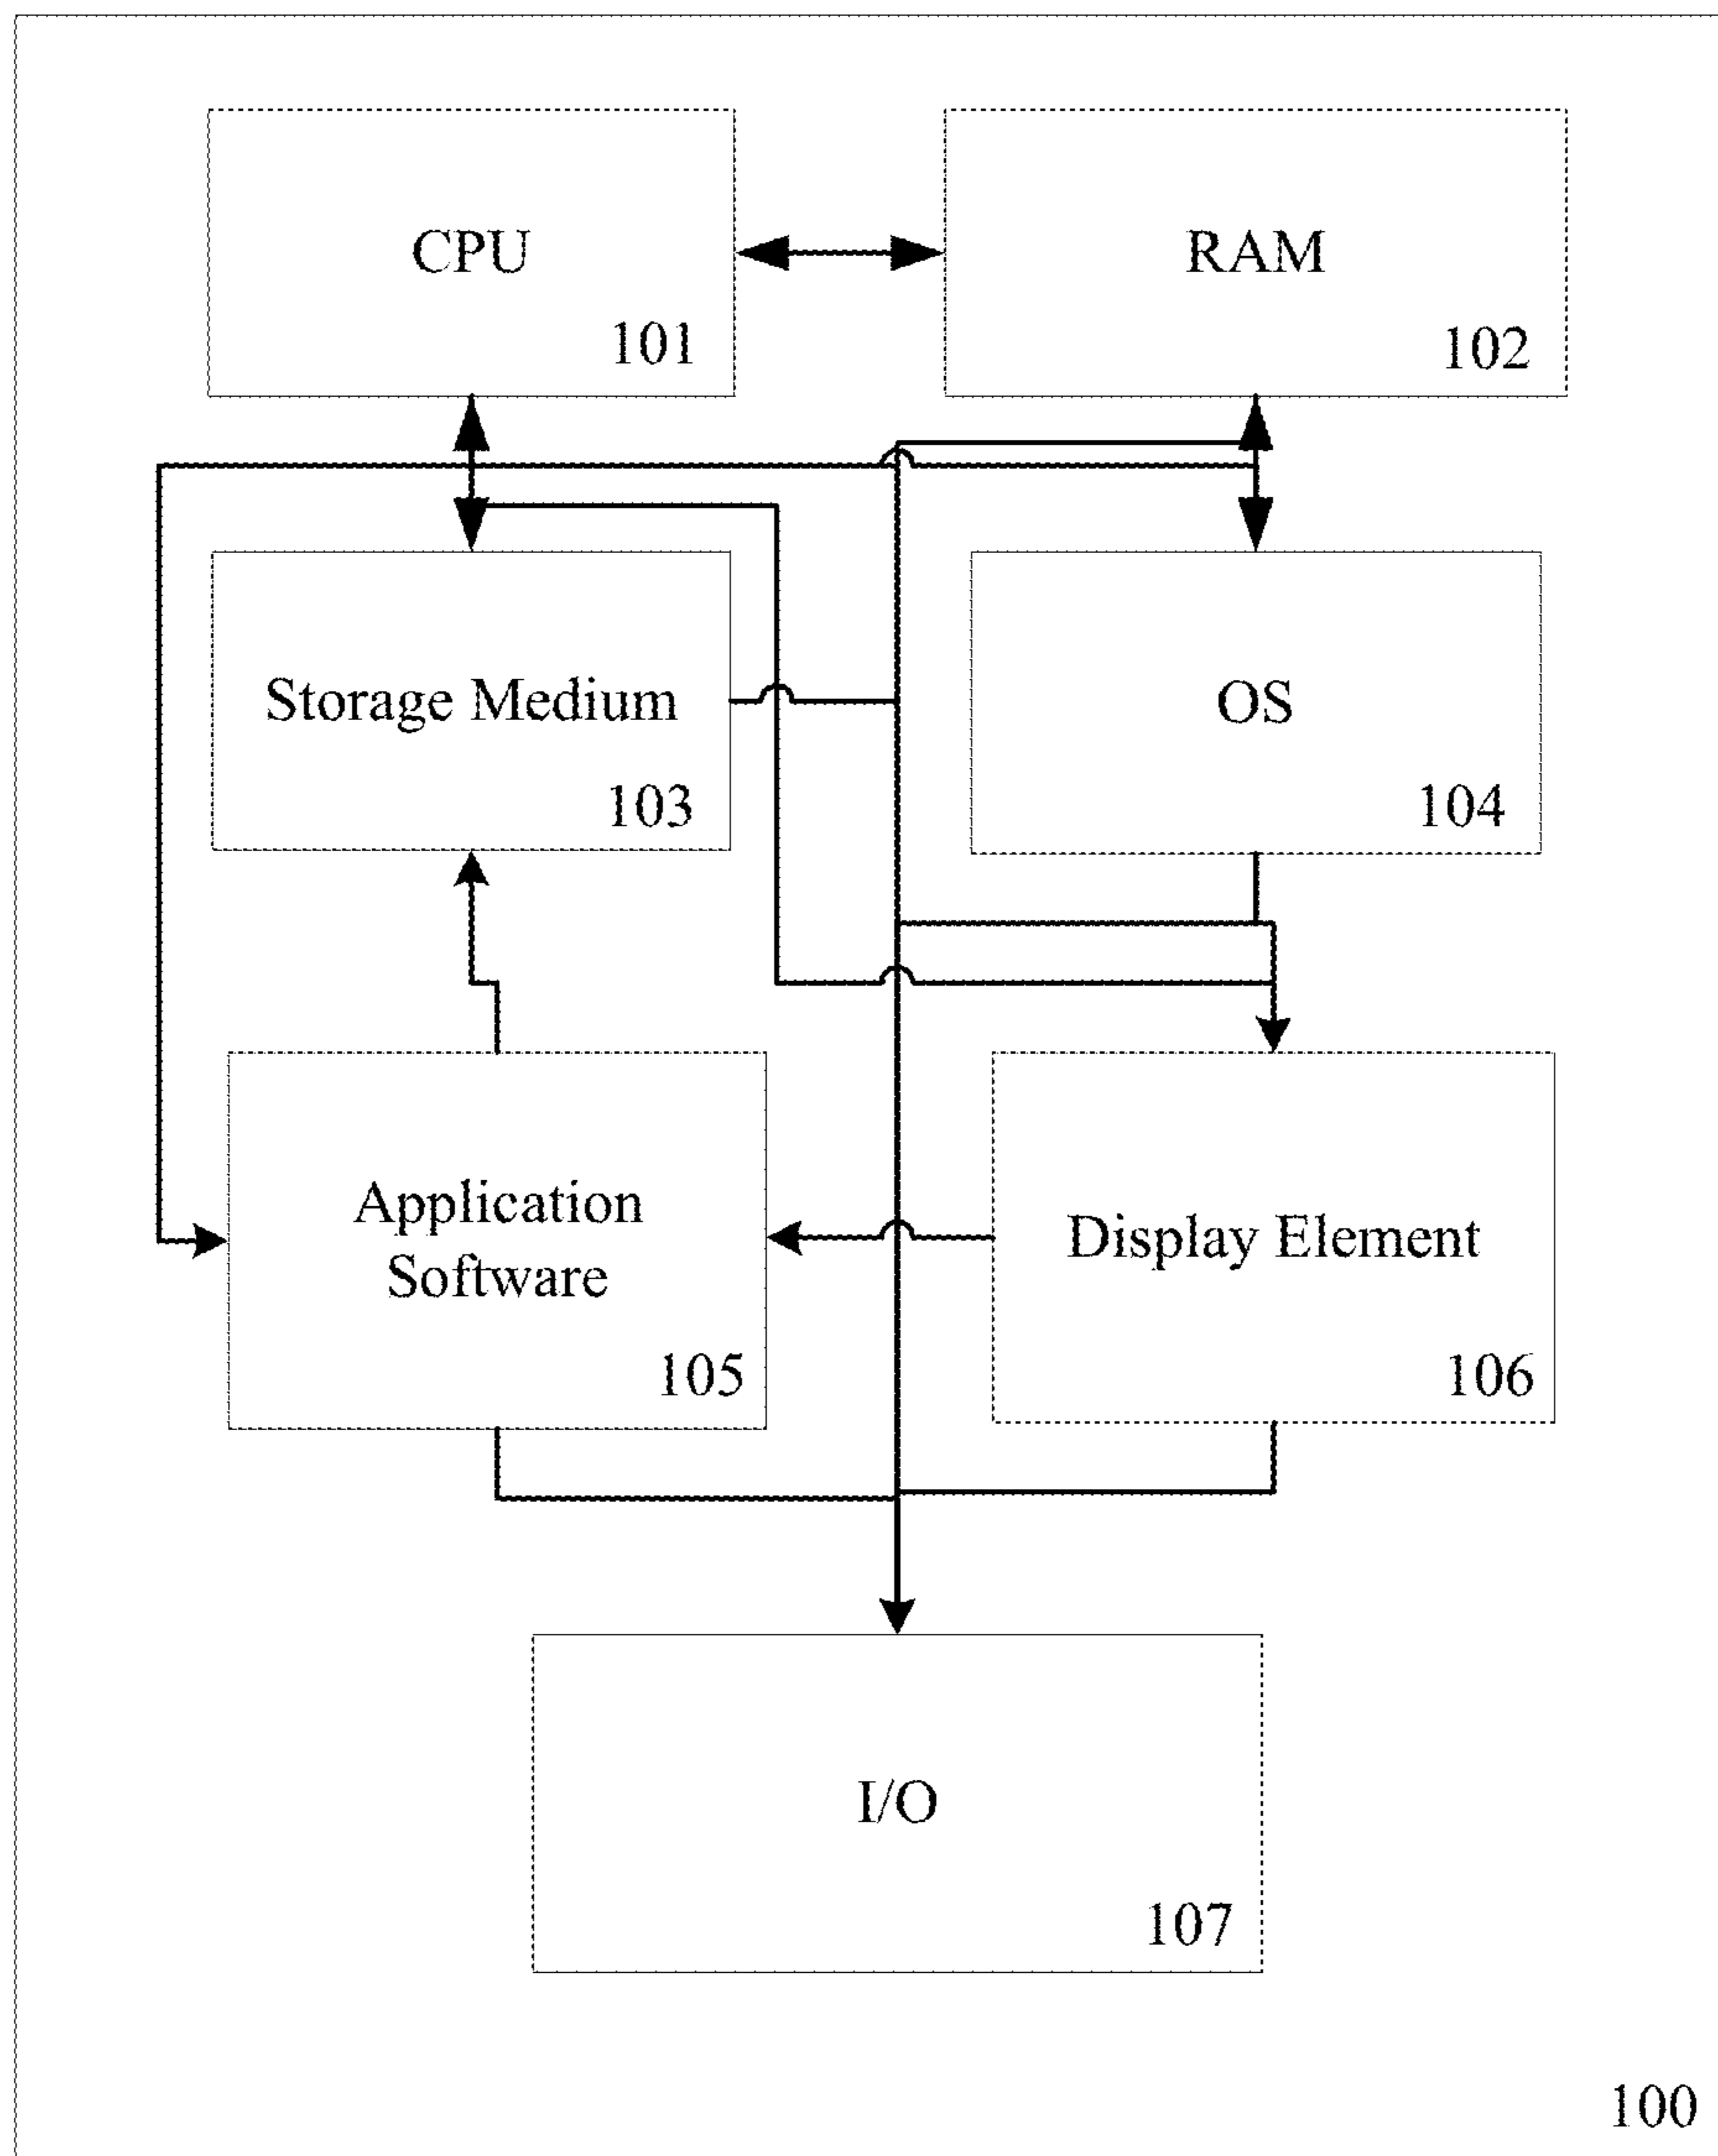 CPU
101
RAM
102
Storage Medium
103
OS
104
Application
Software
105
Display Element
106
I/O
107
100